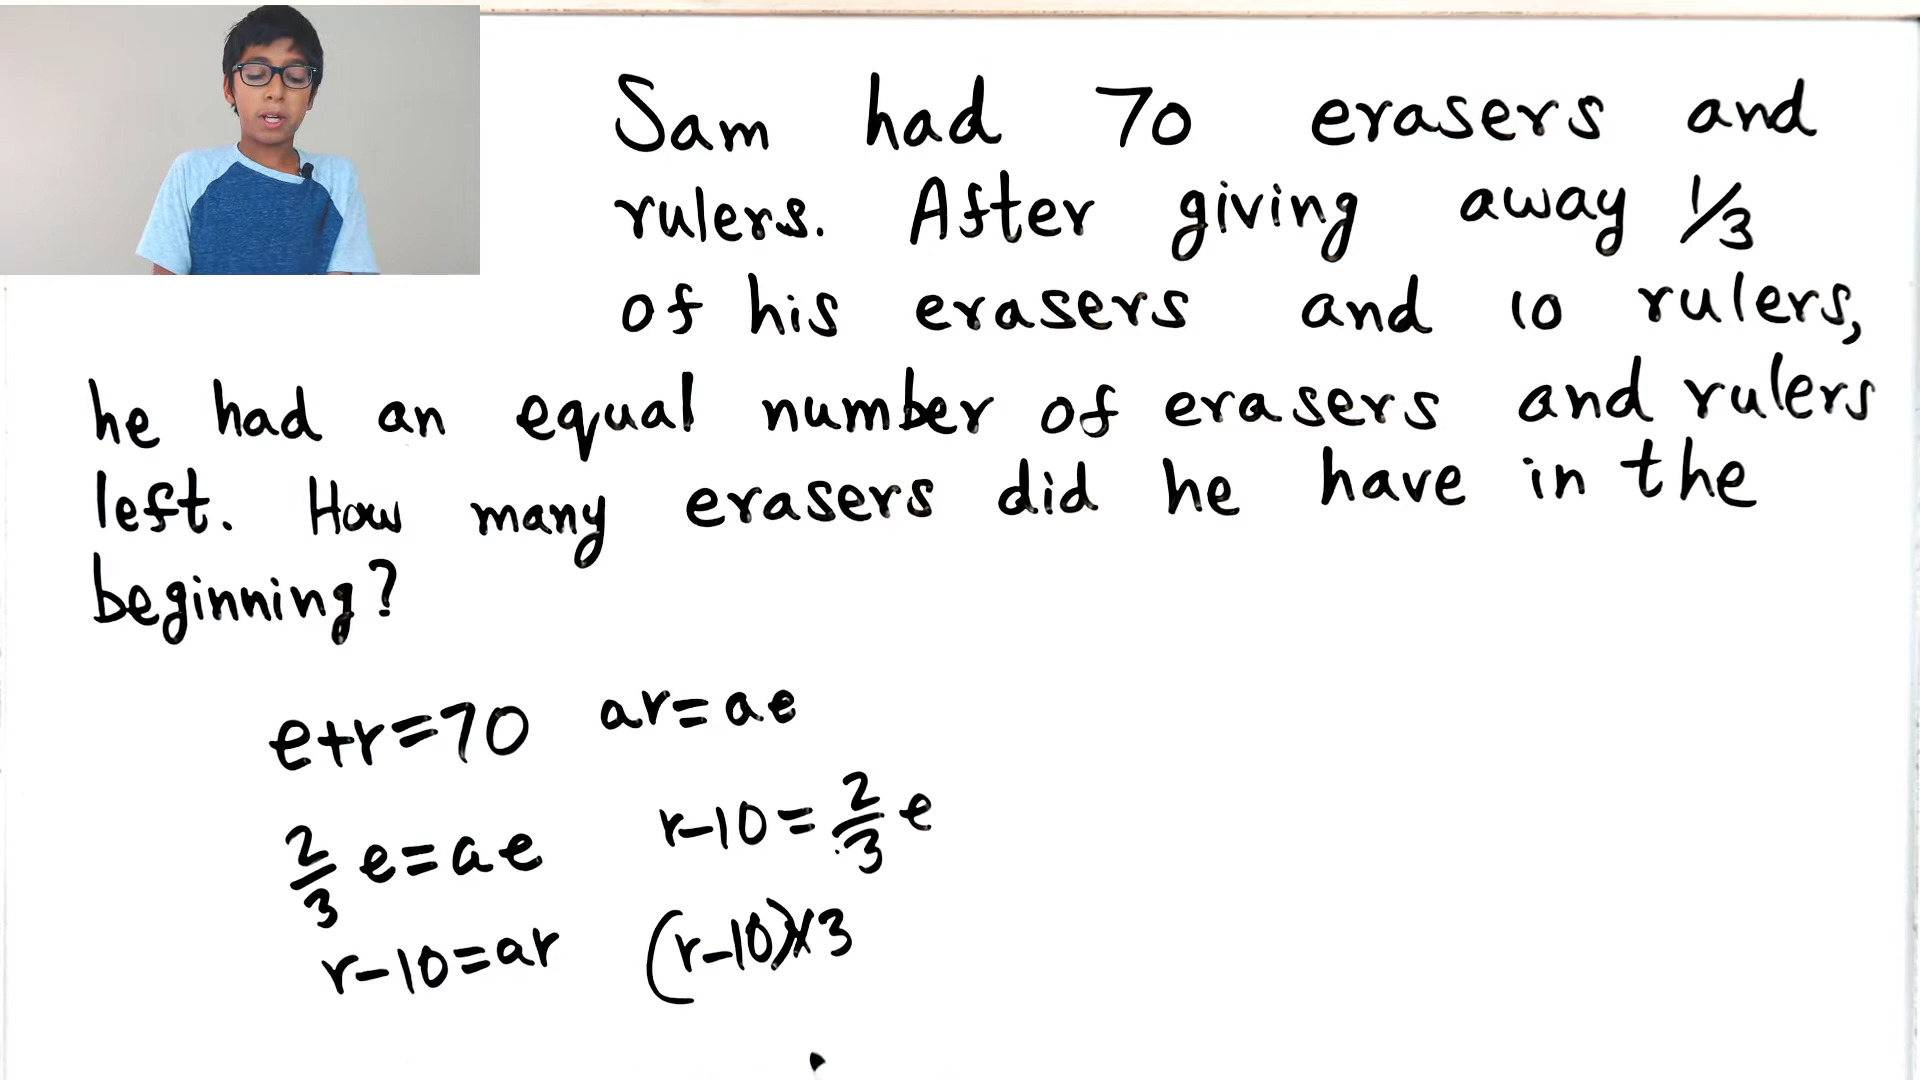 Sam had 70 erasers and
rulers. After giving away 1/3
of his erasers and 10 rulers,
he had an equal number of erasers and rulers
left. How many erasers did he have in the
beginning?
e+r=70 ar=ae
2/3 e=ae r-10=2/3 e
r-10=ar (r-10)×3